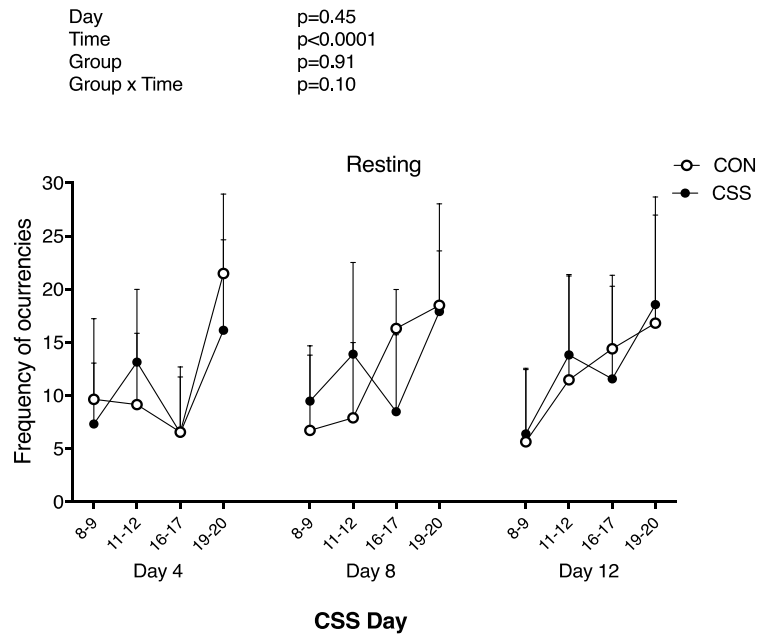 Day p=0.45
Time p<0.0001
Group p=0.91
Group x Time p=0.10
Resting
CON
CSS
Frequency of ocurrencies
30
25
20
15
10
5
0
8-9 11-12 16-17 19-20 8-9 11-12 16-17 19-20 8-9 11-12 16-17 19-20
Day 4 Day 8 Day 12
CSS Day